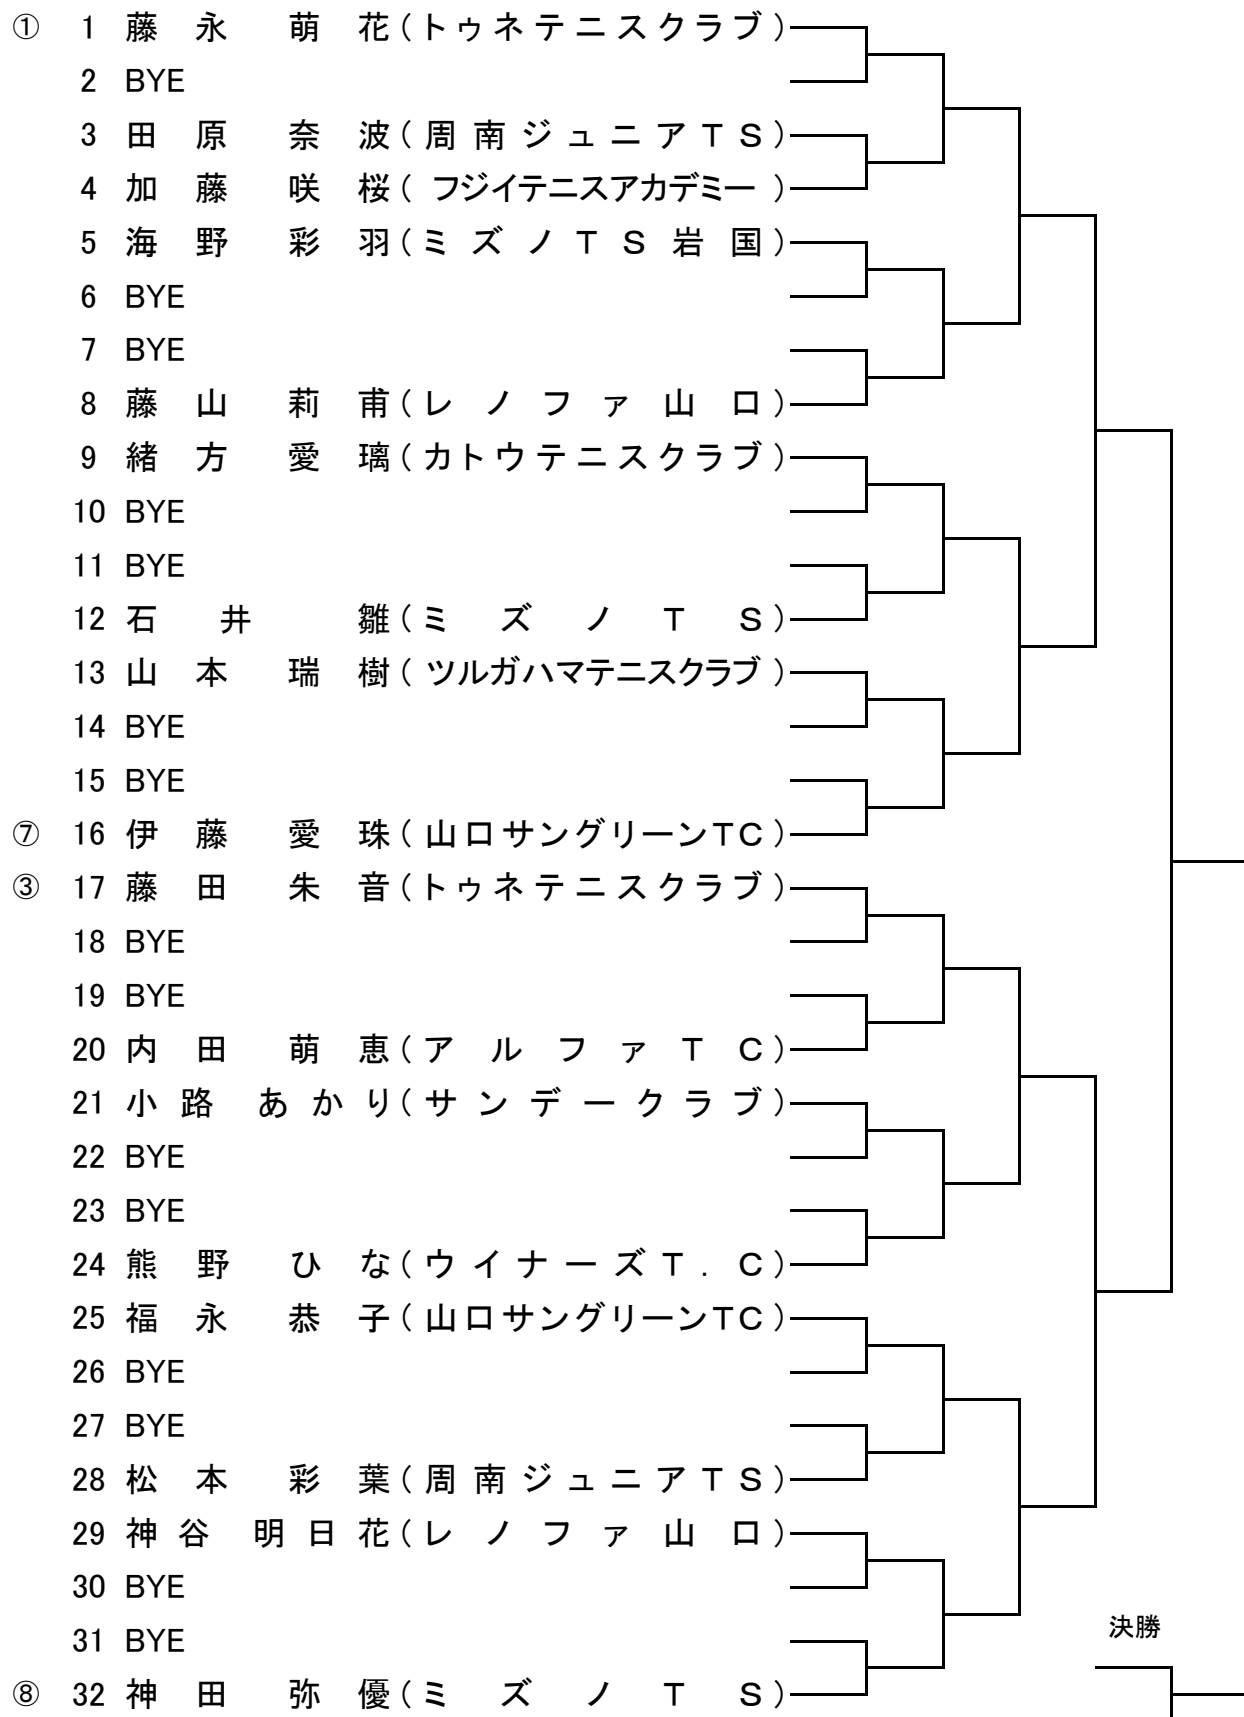 ① 1 藤永 萌花(トゥネテニスクラブ)
2 BYE
3 田原 奈波(周南ジュニアTS)
4 加藤 咲桜(フジイテニスアカデミー)
5 海野 彩羽(ミズノTS岩国)
6 BYE
7 BYE
8 藤山 莉甫(レノファ山口)
9 緒方 愛璃(カトウテニスクラブ)
10 BYE
11 BYE
12 石井 雛(ミズノTS)
13 山本 瑞樹(ツルガハマテニスクラブ)
14 BYE
15 BYE
⑦ 16 伊藤 愛珠(山口サングリーンTC)
③ 17 藤田 朱音(トゥネテニスクラブ)
18 BYE
19 BYE
20 内田 萌恵(アルファTC)
21 小路 あかり(サンデークラブ)
22 BYE
23 BYE
24 熊野 ひな(ウイナーズT.C)
25 福永 恭子(山口サングリーンTC)
26 BYE
27 BYE
28 松本 彩葉(周南ジュニアTS)
29 神谷 明日花(レノファ山口)
30 BYE
31 BYE
決勝
⑧ 32 神田 弥優(ミズノTS)